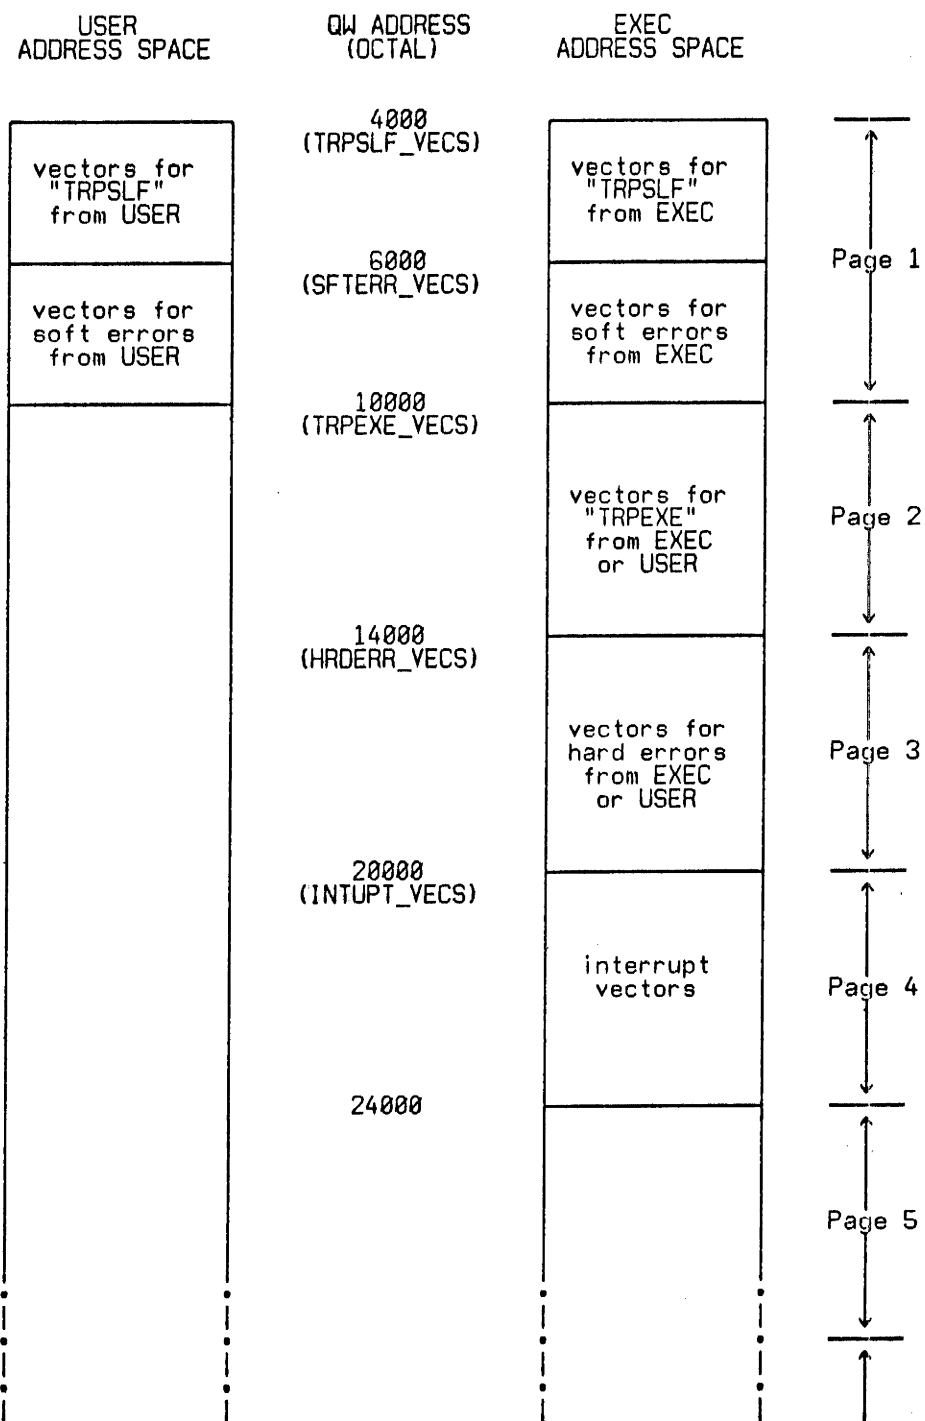 USER
ADDRESS SPACE
QW ADDRESS
(OCTAL)
EXEC
ADDRESS SPACE
4000
(TRPSLF_VECS)
vectors for
"TRPSLF"
from USER
vectors for
"TRPSLF"
from EXEC
Page 1
6000
(SFTERR_VECS)
vectors for
soft errors
from USER
vectors for
soft errors
from EXEC
10000
(TRPEXE_VECS)
vectors for
"TRPEXE"
from EXEC
or USER
Page 2
14000
(HRDERR_VECS)
vectors for
hard errors
from EXEC
or USER
Page 3
20000
(INTUPT_VECS)
interrupt
vectors
Page 4
24000
Page 5